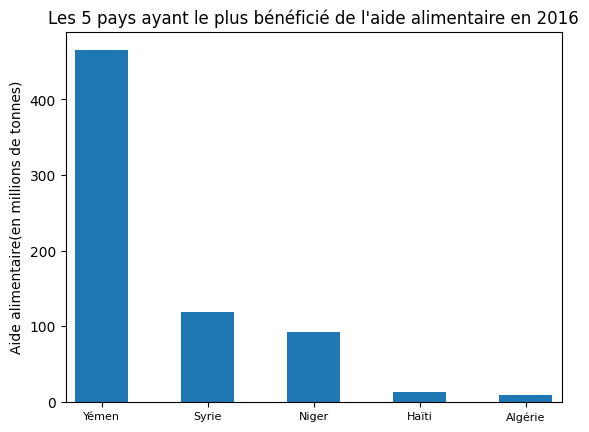 Les 5 pays ayant le plus bénéficié de l'aide alimentaire en 2016
Aide alimentaire(en millions de tonnes)
400
300
200
100
0
Yémen Syrie Niger Haïti Algérie